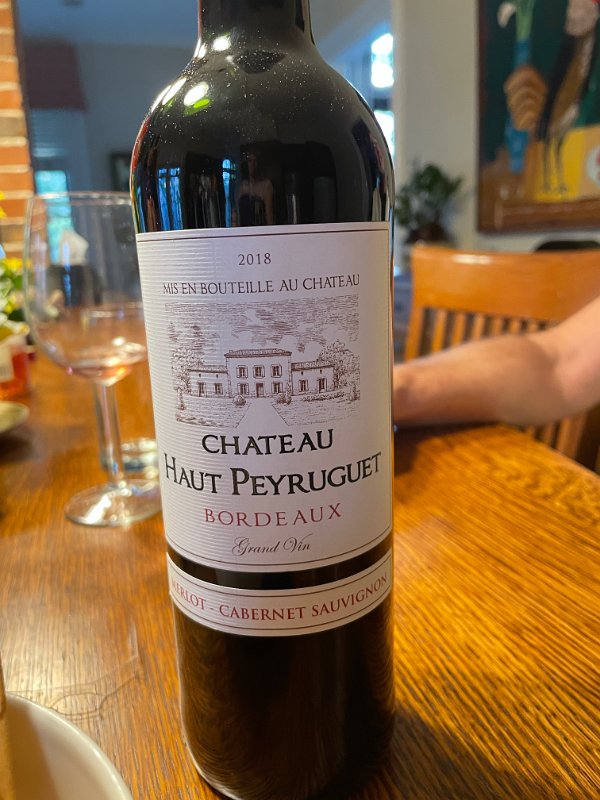 2018
MIS EN BOUTEILLE AU CHATEAU
CHATEAU
HAUT PEYRUGUET
BORDEAUX
Grand Vin
MERLOT - CABERNET SAUVIGNON